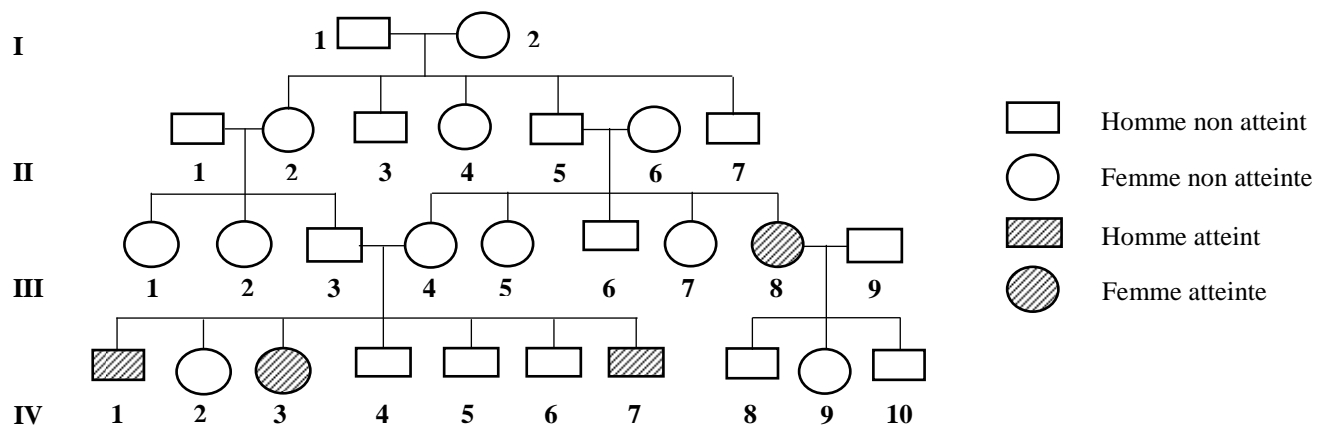 I
1 2
1 2 3 4 5 6 7
II
1 2 3 4 5 6 7 8 9
III
1 2 3 4 5 6 7 8 9 10
IV
Homme non atteint
Femme non atteinte
Homme atteint
Femme atteinte